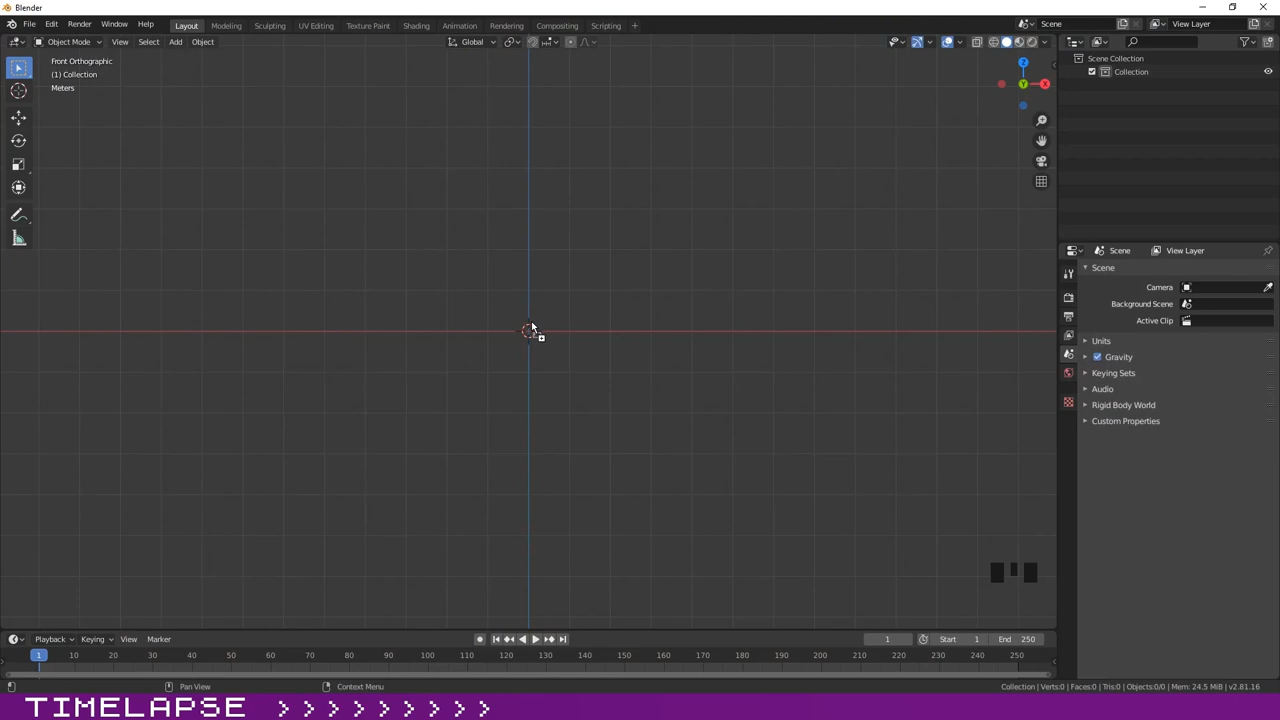 Blender
File Edit Render Window Help Layout Modeling Sculpting UV Editing Texture Paint Shading Animation Rendering Compositing Scripting + Scene View Layer
Object Mode View Select Add Object Global
Front Orthographic
(1) Collection
Meters
Z
X
Y
Scene Collection
Collection
Scene View Layer
Scene
Camera
Background Scene
Active Clip
Units
Gravity
Keying Sets
Audio
Rigid Body World
Custom Properties
Playback Keying View Marker 1 Start 1 End 250
1 10 20 30 40 50 60 70 80 90 100 110 120 130 140 150 160 170 180 190 200 210 220 230 240 250
Pan View Context Menu Collection | Verts:0 | Faces:0 | Tris:0 | Objects:0/0 | Mem: 24.5 MiB | v2.81.16
TIMELAPSE > > > > > > > > >